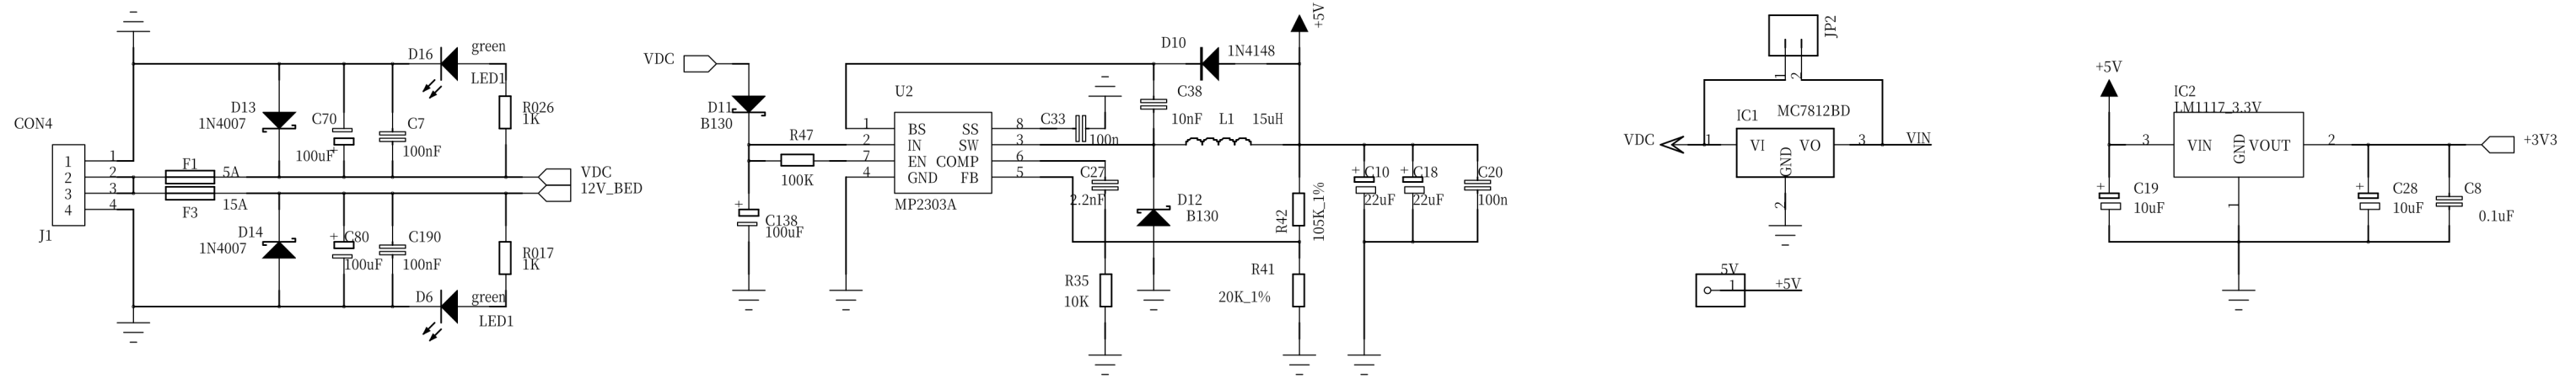 CON4
1
2
3
4
J1
1
2
3
4
F1
5A
F3
15A
D13
1N4007
C70
100uF
+
C7
100nF
D16
green
LED1
R026
1K
VDC
12V_BED
D14
1N4007
+
C80
100uF
C190
100nF
R017
1K
D6
green
LED1
VDC
D11
B130
R47
100K
+
C138
100uF
U2
1
2
7
4
BS
IN
EN
GND
SS
SW
COMP
FB
MP2303A
8
3
6
5
C33
100n
C27
2.2nF
R35
10K
D10
1N4148
C38
10nF
L1
15uH
D12
B130
+5V
R42
105K_1%
R41
20K_1%
+
C10
22uF
+
C18
22uF
C20
100n
JP2
1
2
IC1
MC7812BD
VDC
1
VI
VO
GND
3
VIN
2
5V
1
+5V
+5V
IC2
LM1117_3.3V
3
VIN
GND
VOUT
2
1
+3V3
+
C19
10uF
+
C28
10uF
C8
0.1uF